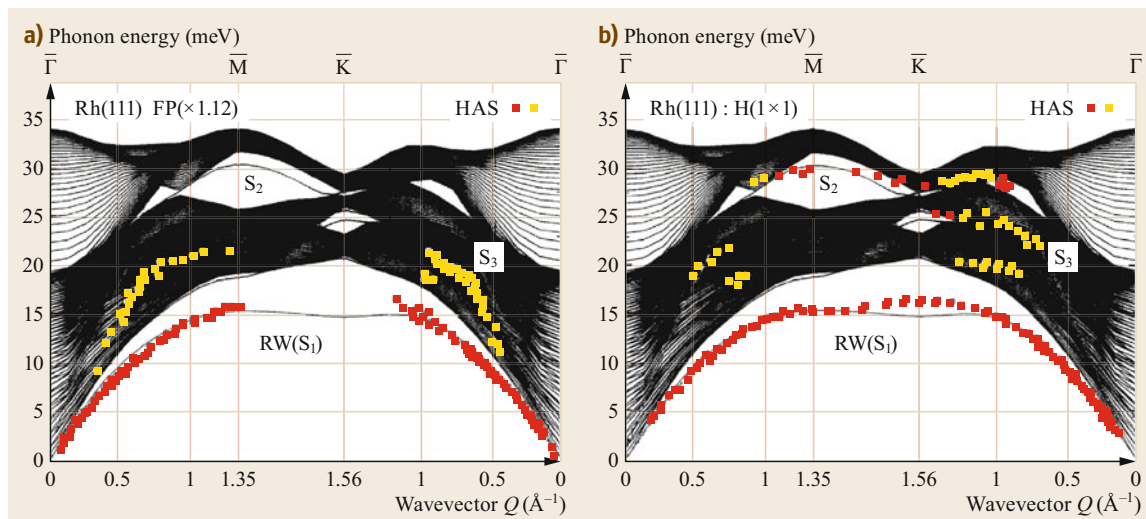 a) Phonon energy (meV)
Γ̅ M̅ K̅ Γ̅
Rh(111) FP(×1.12) HAS
35
30
25
20
15
10
5
0
S₂
S₃
RW(S₁)
0 0.5 1 1.35 1.56 1 0.5 0
Wavevector Q (Å⁻¹)
b) Phonon energy (meV)
Γ̅ M̅ K̅ Γ̅
Rh(111) : H(1×1) HAS
35
30
25
20
15
10
5
0
S₂
S₃
RW(S₁)
0 0.5 1 1.35 1.56 1 0.5 0
Wavevector Q (Å⁻¹)